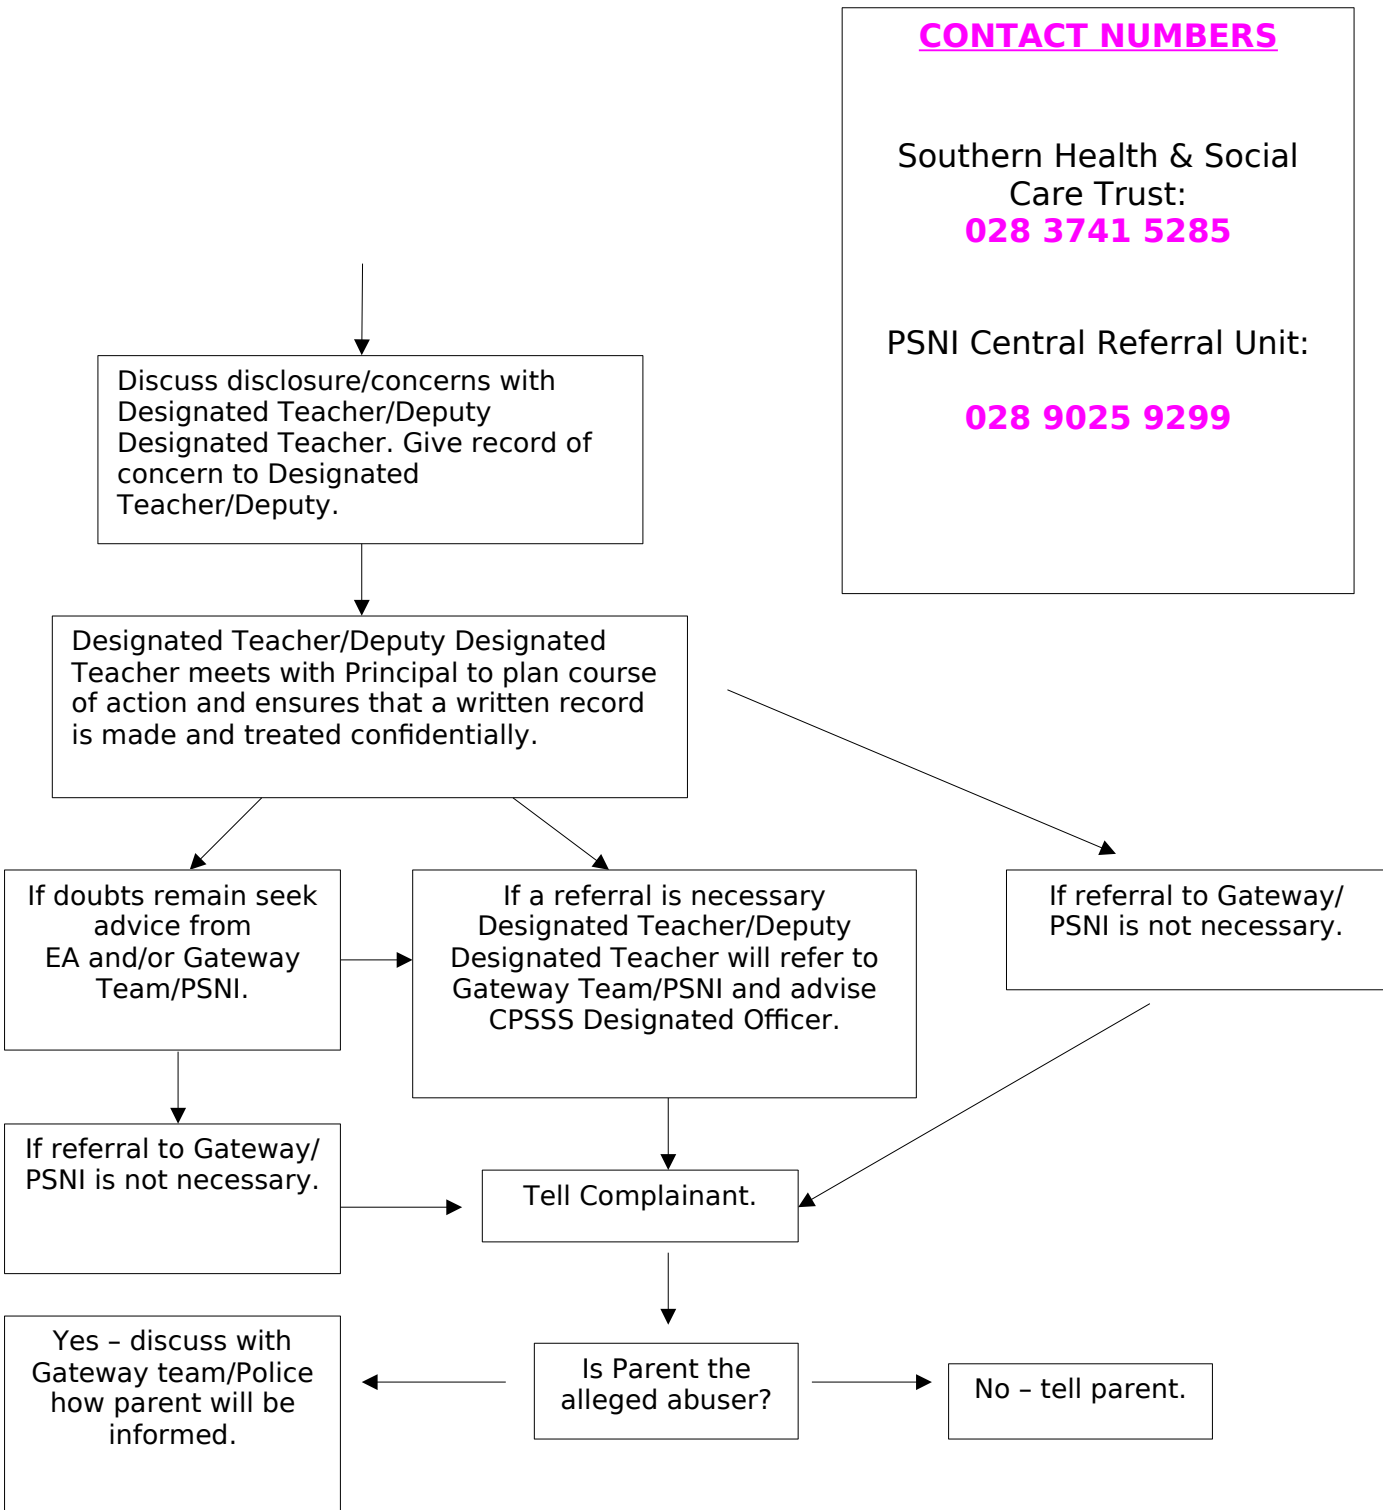 CONTACT NUMBERS
Southern Health & Social
Care Trust:
028 3741 5285
PSNI Central Referral Unit:
028 9025 9299
Discuss disclosure/concerns with
Designated Teacher/Deputy
Designated Teacher. Give record of
concern to Designated
Teacher/Deputy.
Designated Teacher/Deputy Designated
Teacher meets with Principal to plan course
of action and ensures that a written record
is made and treated confidentially.
If doubts remain seek
advice from
EA and/or Gateway
Team/PSNI.
If a referral is necessary
Designated Teacher/Deputy
Designated Teacher will refer to
Gateway Team/PSNI and advise
CPSSS Designated Officer.
If referral to Gateway/
PSNI is not necessary.
If referral to Gateway/
PSNI is not necessary.
Tell Complainant.
Yes – discuss with
Gateway team/Police
how parent will be
informed.
Is Parent the
alleged abuser?
No – tell parent.